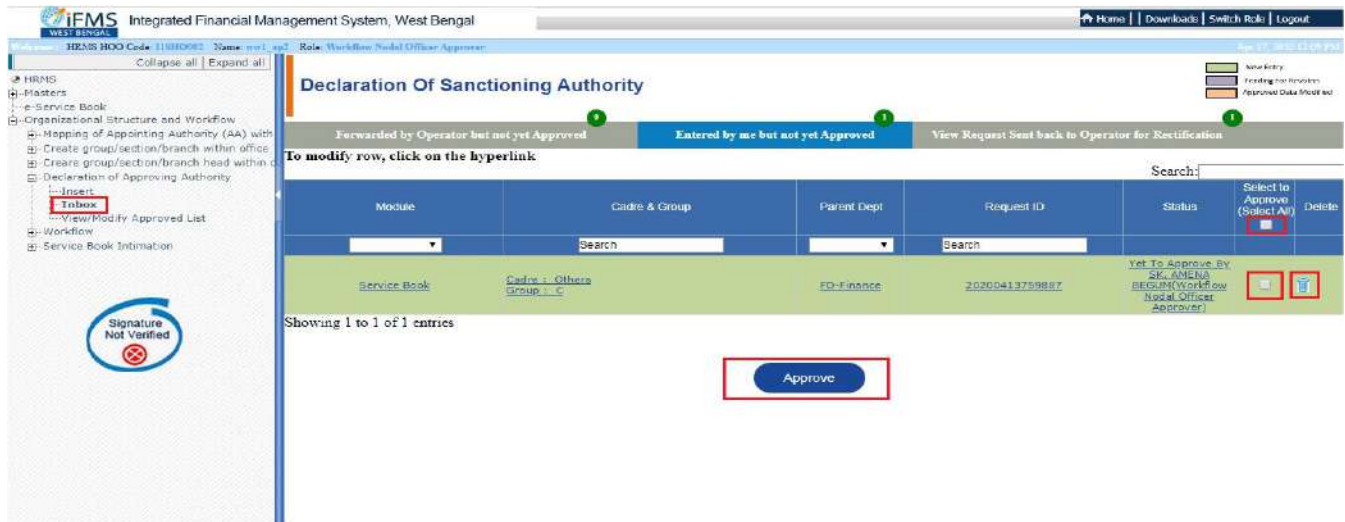 iFMS
WEST BENGAL
Integrated Financial Management System, West Bengal
Home | | Downloads | Switch Role | Logout
HRMS HOO Code Name: Role: Workflow Nodal Officer Approver
Collapse all | Expand all
HRMS
Masters
e-Service Book
Organizational Structure and Workflow
Mapping of Appointing Authority (AA) with
Create group/section/branch within office
Creare group/section/branch head within
Declaration of Approving Authority
Insert
Inbox
View/Modify Approved List
Workflow
Service Book Intimation
Signature
Not Verified
Declaration Of Sanctioning Authority
New Entry
Pending For Revision
Approved Data Modified
Forwarded by Operator but not yet Approved
Entered by me but not yet Approved
1
View Request Sent back to Operator for Rectification
1
To modify row, click on the hyperlink
Search:
Module
Cadre & Group
Parent Dept
Request ID
Status
Select to
Approve
(Select All)
Delete
Search
Search
Service Book
Cadre : Others
Group : C
FD-Finance
20200413759887
Yet To Approve By
SK. AMENA
BEGUM(Workflow
Nodal Officer
Approver)
Showing 1 to 1 of 1 entries
Approve